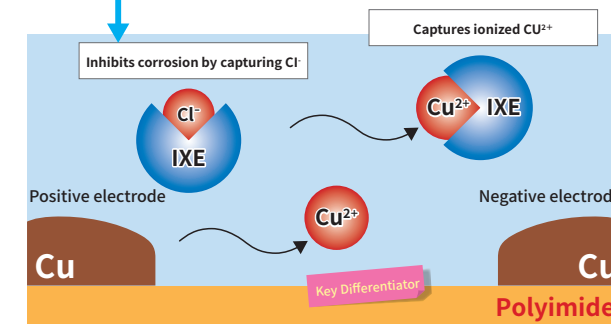 Captures ionized CU²⁺
Inhibits corrosion by capturing Cl⁻
Cl⁻
IXE
Cu²⁺ IXE
Positive electrode
Negative electrod
Cu²⁺
Cu
Cu
Key Differentiator
Polyimide